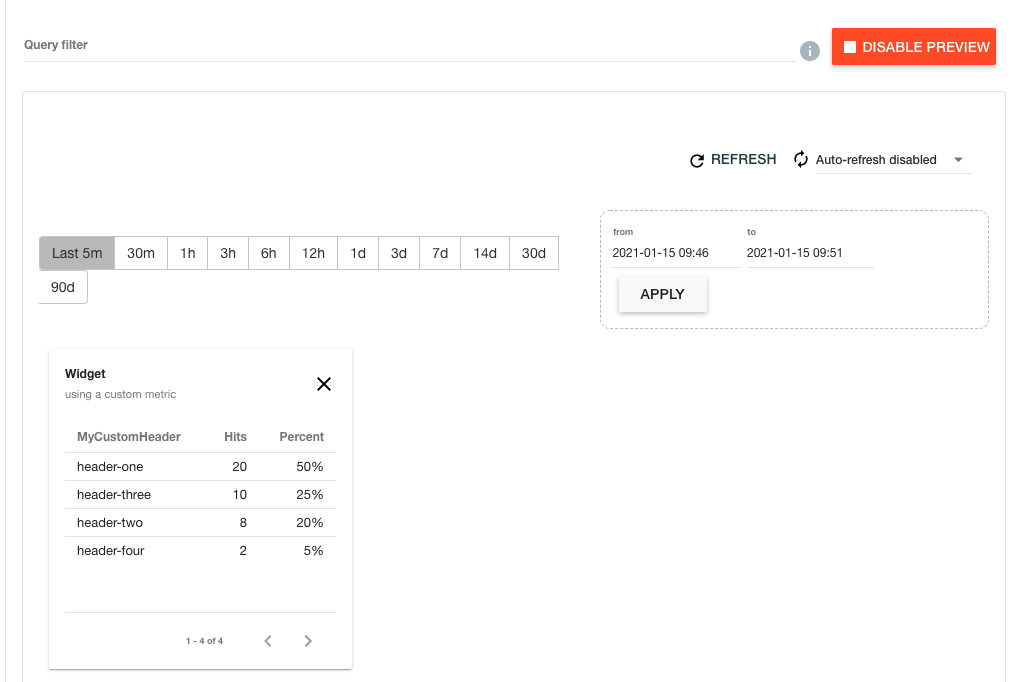 Query filter
i
DISABLE PREVIEW
REFRESH
Auto-refresh disabled
Last 5m 30m 1h 3h 6h 12h 1d 3d 7d 14d 30d
90d
from to
2021-01-15 09:46 2021-01-15 09:51
APPLY
Widget
using a custom metric
MyCustomHeader Hits Percent
header-one 20 50%
header-three 10 25%
header-two 8 20%
header-four 2 5%
1 - 4 of 4